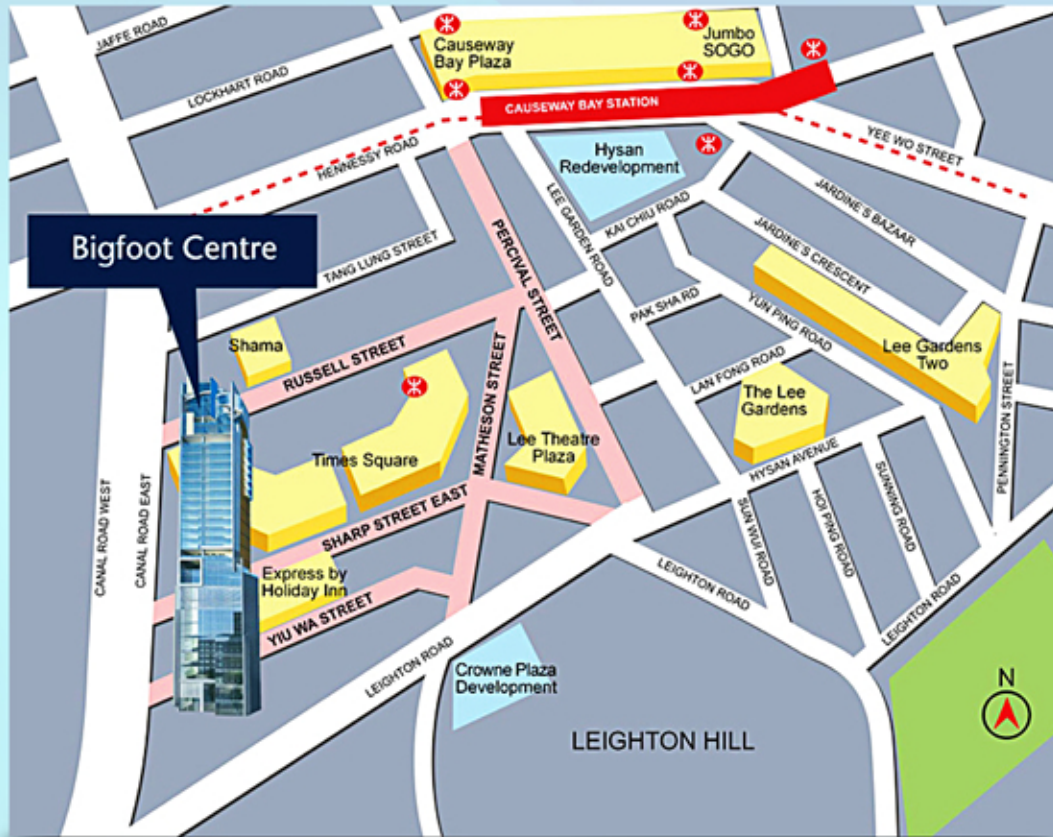 JAFFE ROAD
LOCKHART ROAD
HENNESSY ROAD
Causeway
Bay Plaza
Jumbo
SOGO
CAUSEWAY BAY STATION
YEE WO STREET
Hysan
Redevelopment
Bigfoot Centre
TANG LUNG STREET
PERCIVAL STREET
LEE GARDEN ROAD
KAI CHIU ROAD
JARDINE'S BAZAAR
JARDINE'S CRESCENT
PAK SHA RD
YUN PING ROAD
Shama
RUSSELL STREET
MATHESON STREET
LAN FONG ROAD
Lee Gardens
Two
PENNINGTON STREET
The Lee
Gardens
Times Square
Lee Theatre
Plaza
HYSAN AVENUE
SHARP STREET EAST
CANAL ROAD WEST
CANAL ROAD EAST
SUN WUI ROAD
HOI PING ROAD
SUNNING ROAD
Express by
Holiday Inn
YIU WA STREET
LEIGHTON ROAD
LEIGHTON ROAD
LEIGHTON ROAD
Crowne Plaza
Development
LEIGHTON HILL
N